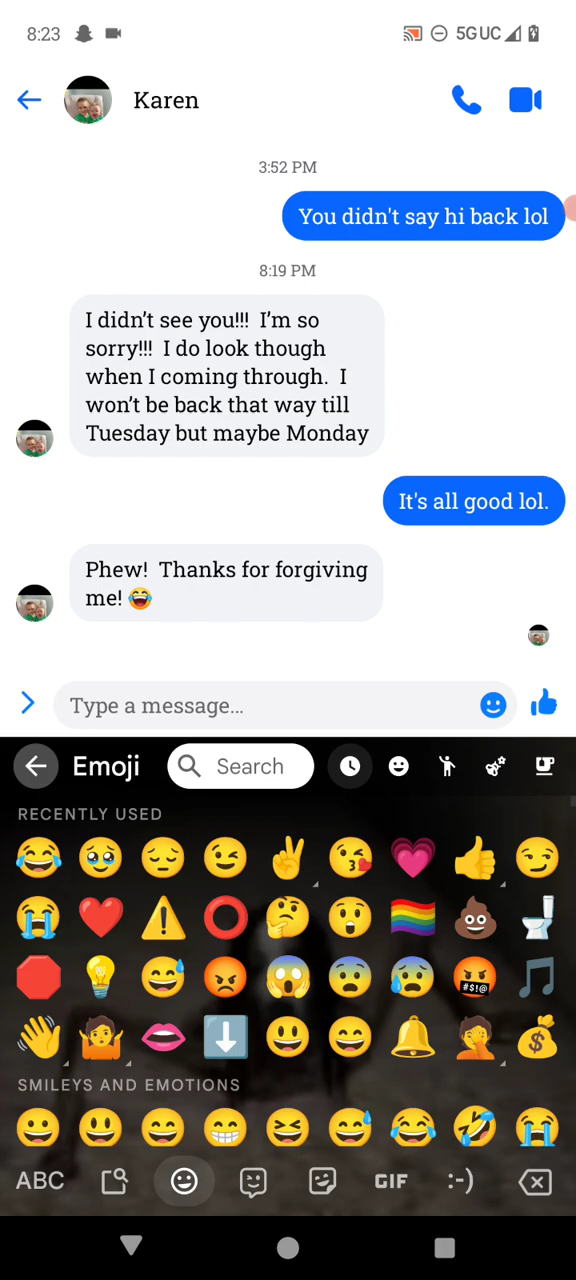 8:23
5G UC
Karen
3:52 PM
You didn't say hi back lol
8:19 PM
I didn’t see you!!!  I’m so
sorry!!!  I do look though
when I coming through.  I
won’t be back that way till
Tuesday but maybe Monday
It's all good lol.
Phew!  Thanks for forgiving
me! 😂
Type a message...
Emoji
Search
RECENTLY USED
#$!@
SMILEYS AND EMOTIONS
ABC
GIF
:-)